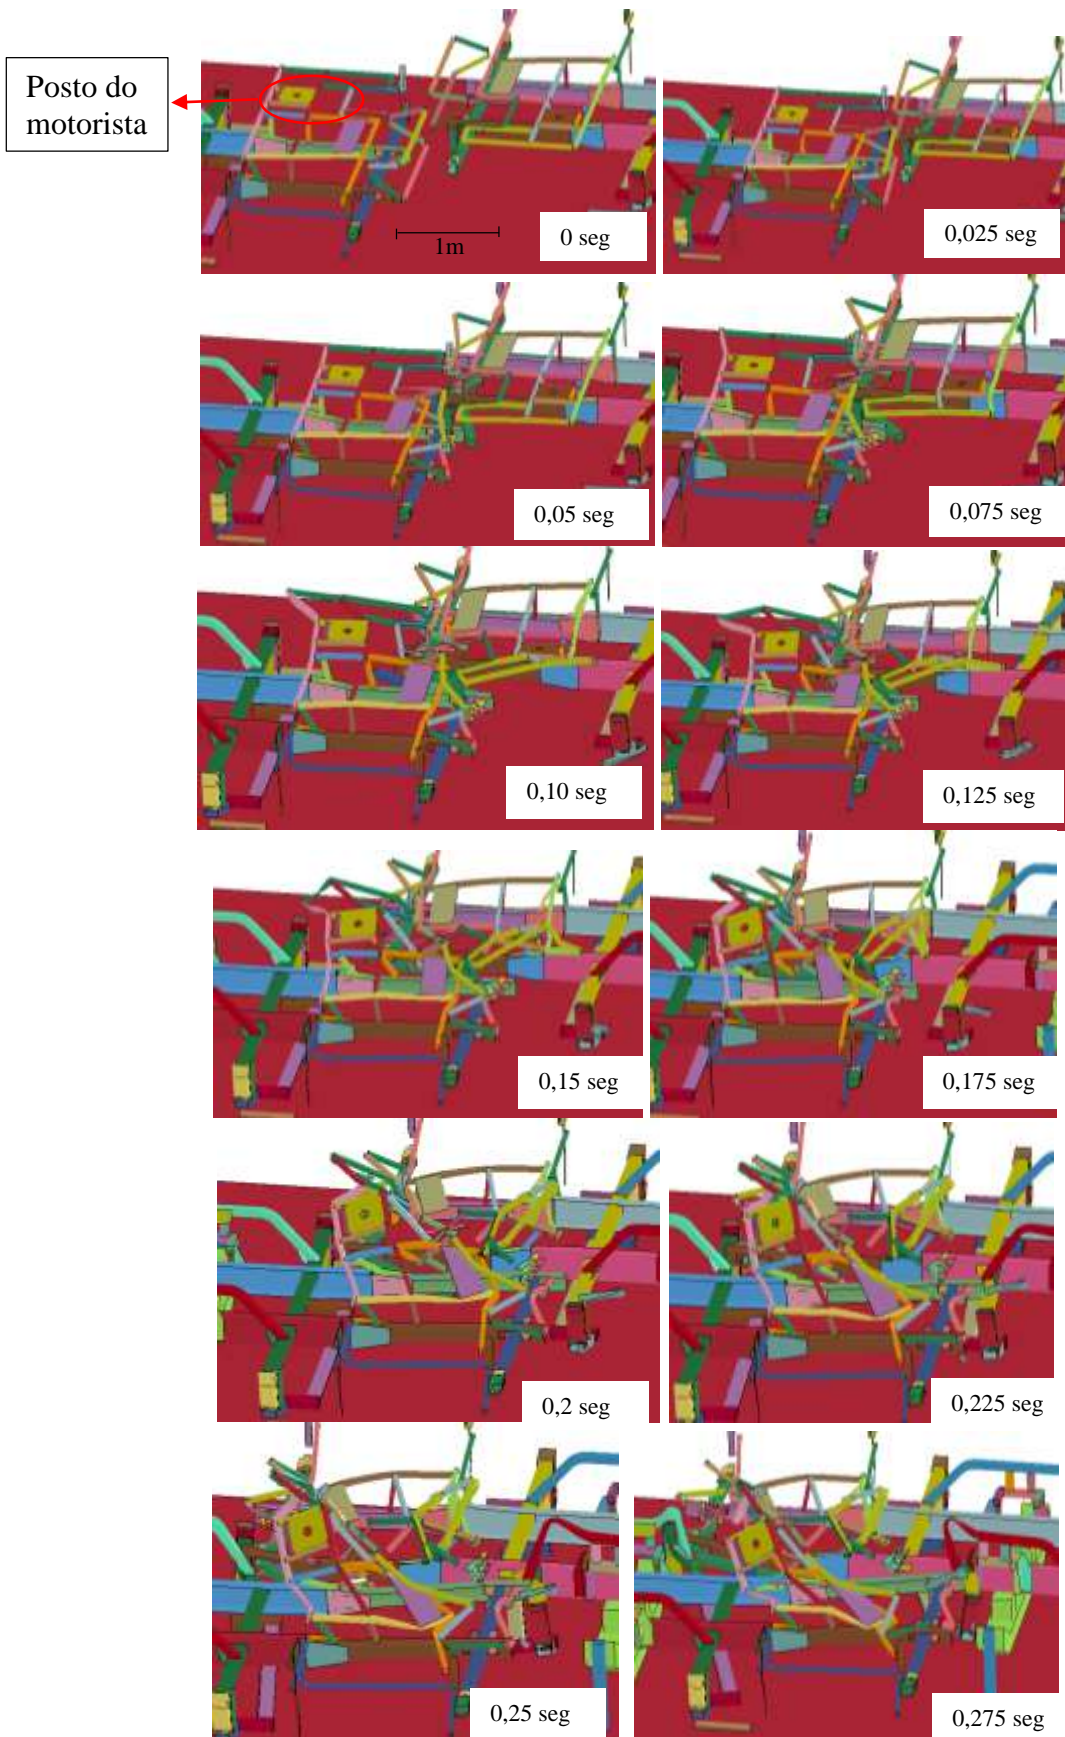 Posto do
motorista
1m
0 seg
0,025 seg
0,05 seg
0,075 seg
0,10 seg
0,125 seg
0,15 seg
0,175 seg
0,2 seg
0,225 seg
0,25 seg
0,275 seg